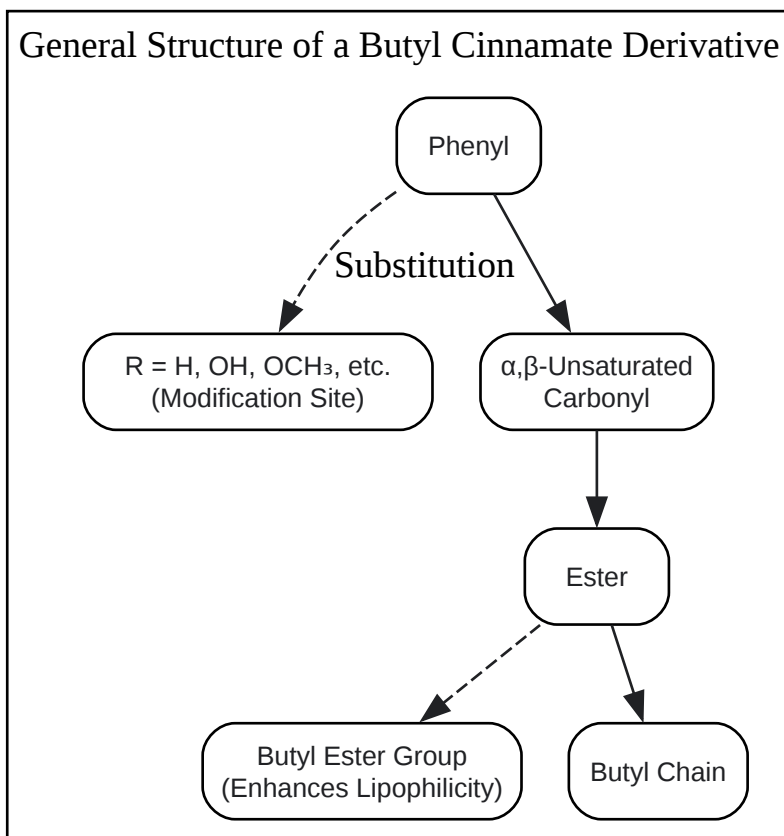 General Structure of a Butyl Cinnamate Derivative
Phenyl
Substitution
R = H, OH, OCH₃, etc.
(Modification Site)
α,β-Unsaturated
Carbonyl
Ester
Butyl Ester Group
(Enhances Lipophilicity)
Butyl Chain